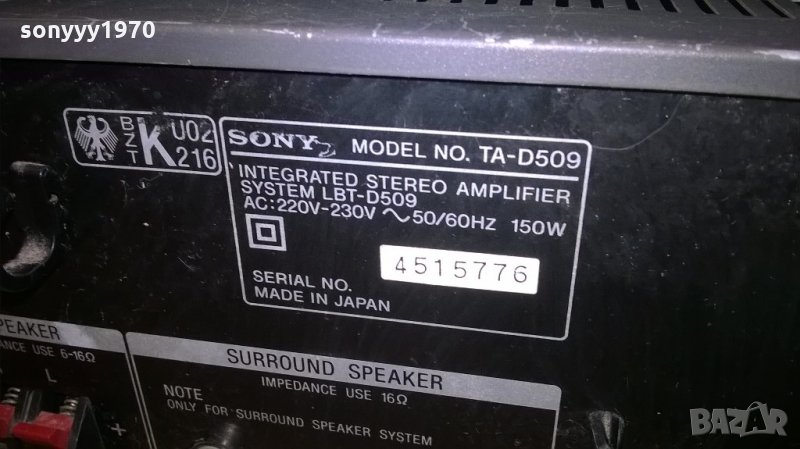 sonyyy1970
BZT K U02 216
SONY MODEL NO. TA-D509
INTEGRATED STEREO AMPLIFIER
SYSTEM LBT-D509
AC:220V-230V ~50/60HZ 150W
SERIAL NO. 4515776
MADE IN JAPAN
PEAKER
ANCE USE 6-16Ω
L
+
SURROUND SPEAKER
IMPEDANCE USE 16Ω
NOTE
ONLY FOR SURROUND SPEAKER SYSTEM
BAZAR